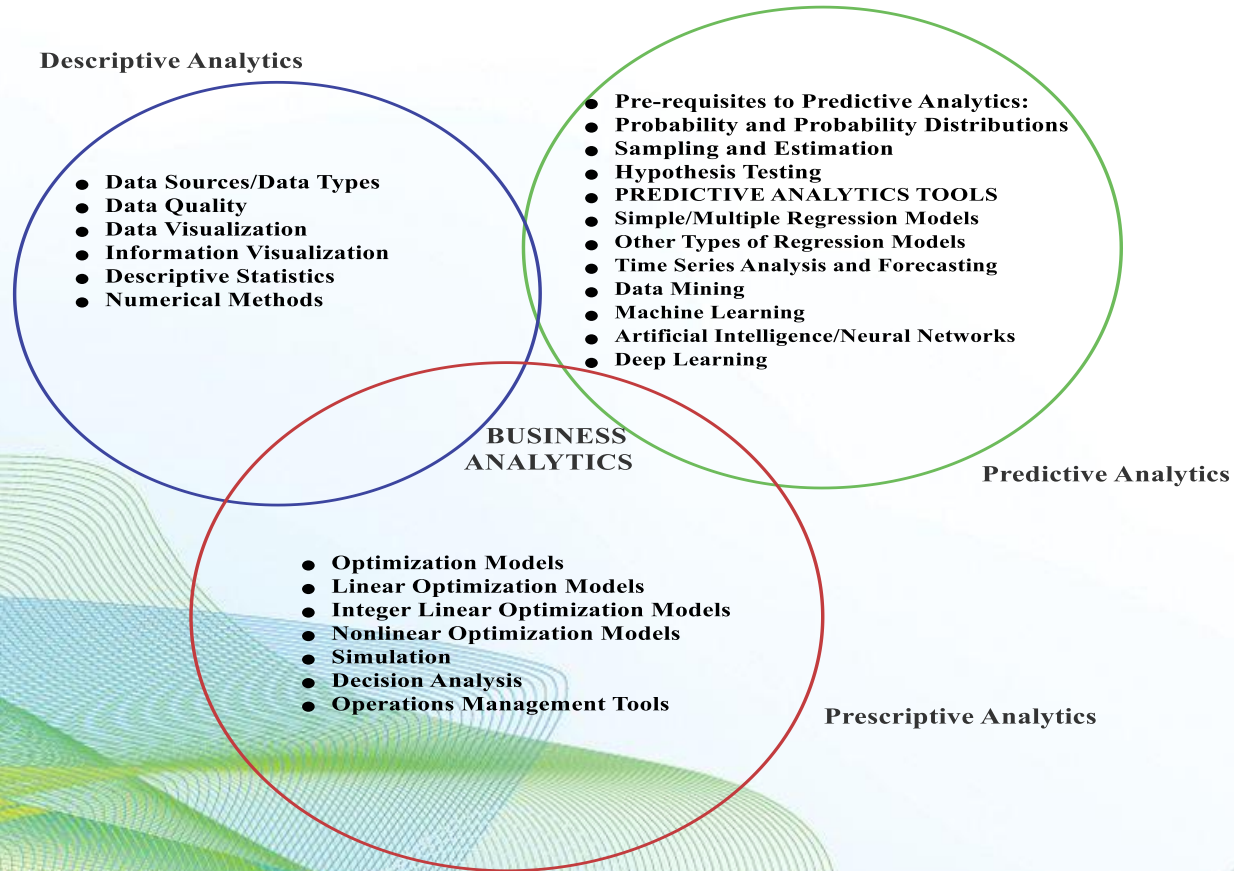 Descriptive Analytics
● Data Sources/Data Types
● Data Quality
● Data Visualization
● Information Visualization
● Descriptive Statistics
● Numerical Methods
● Pre-requisites to Predictive Analytics:
● Probability and Probability Distributions
● Sampling and Estimation
● Hypothesis Testing
● PREDICTIVE ANALYTICS TOOLS
● Simple/Multiple Regression Models
● Other Types of Regression Models
● Time Series Analysis and Forecasting
● Data Mining
● Machine Learning
● Artificial Intelligence/Neural Networks
● Deep Learning
BUSINESS
ANALYTICS
Predictive Analytics
● Optimization Models
● Linear Optimization Models
● Integer Linear Optimization Models
● Nonlinear Optimization Models
● Simulation
● Decision Analysis
● Operations Management Tools
Prescriptive Analytics